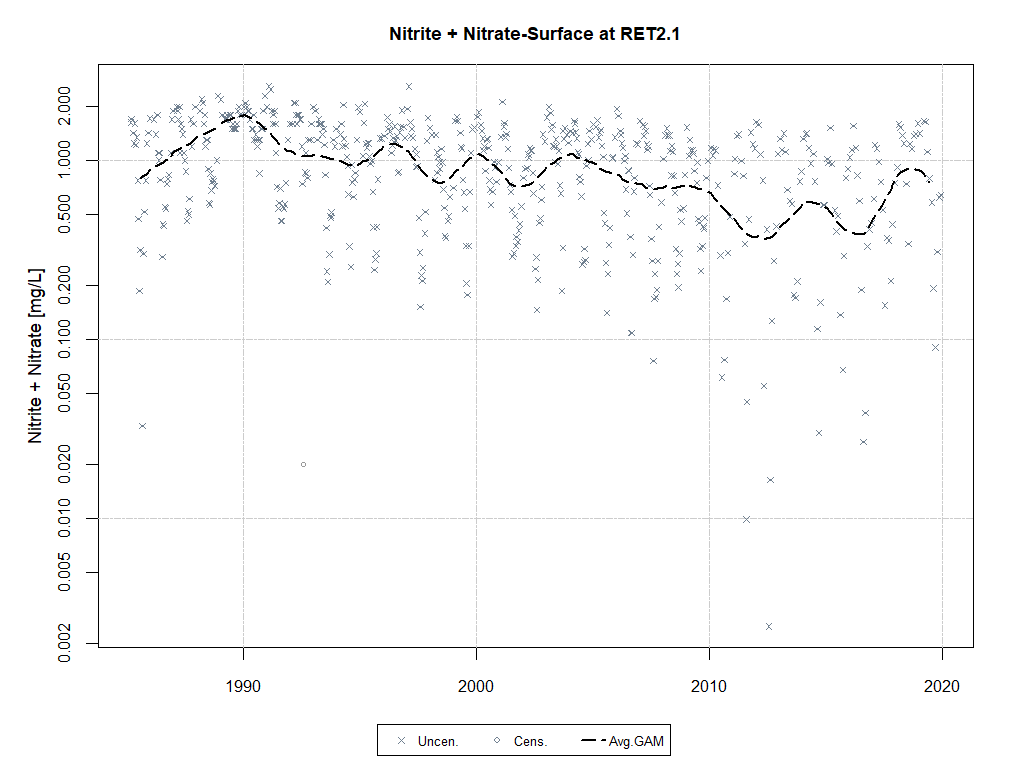 Nitrite + Nitrate-Surface at RET2.1
Nitrite + Nitrate [mg/L]
2.000
1.000
0.500
0.200
0.100
0.050
0.020
0.010
0.005
0.002
1990 2000 2010 2020
Uncen. Cens. Avg.GAM